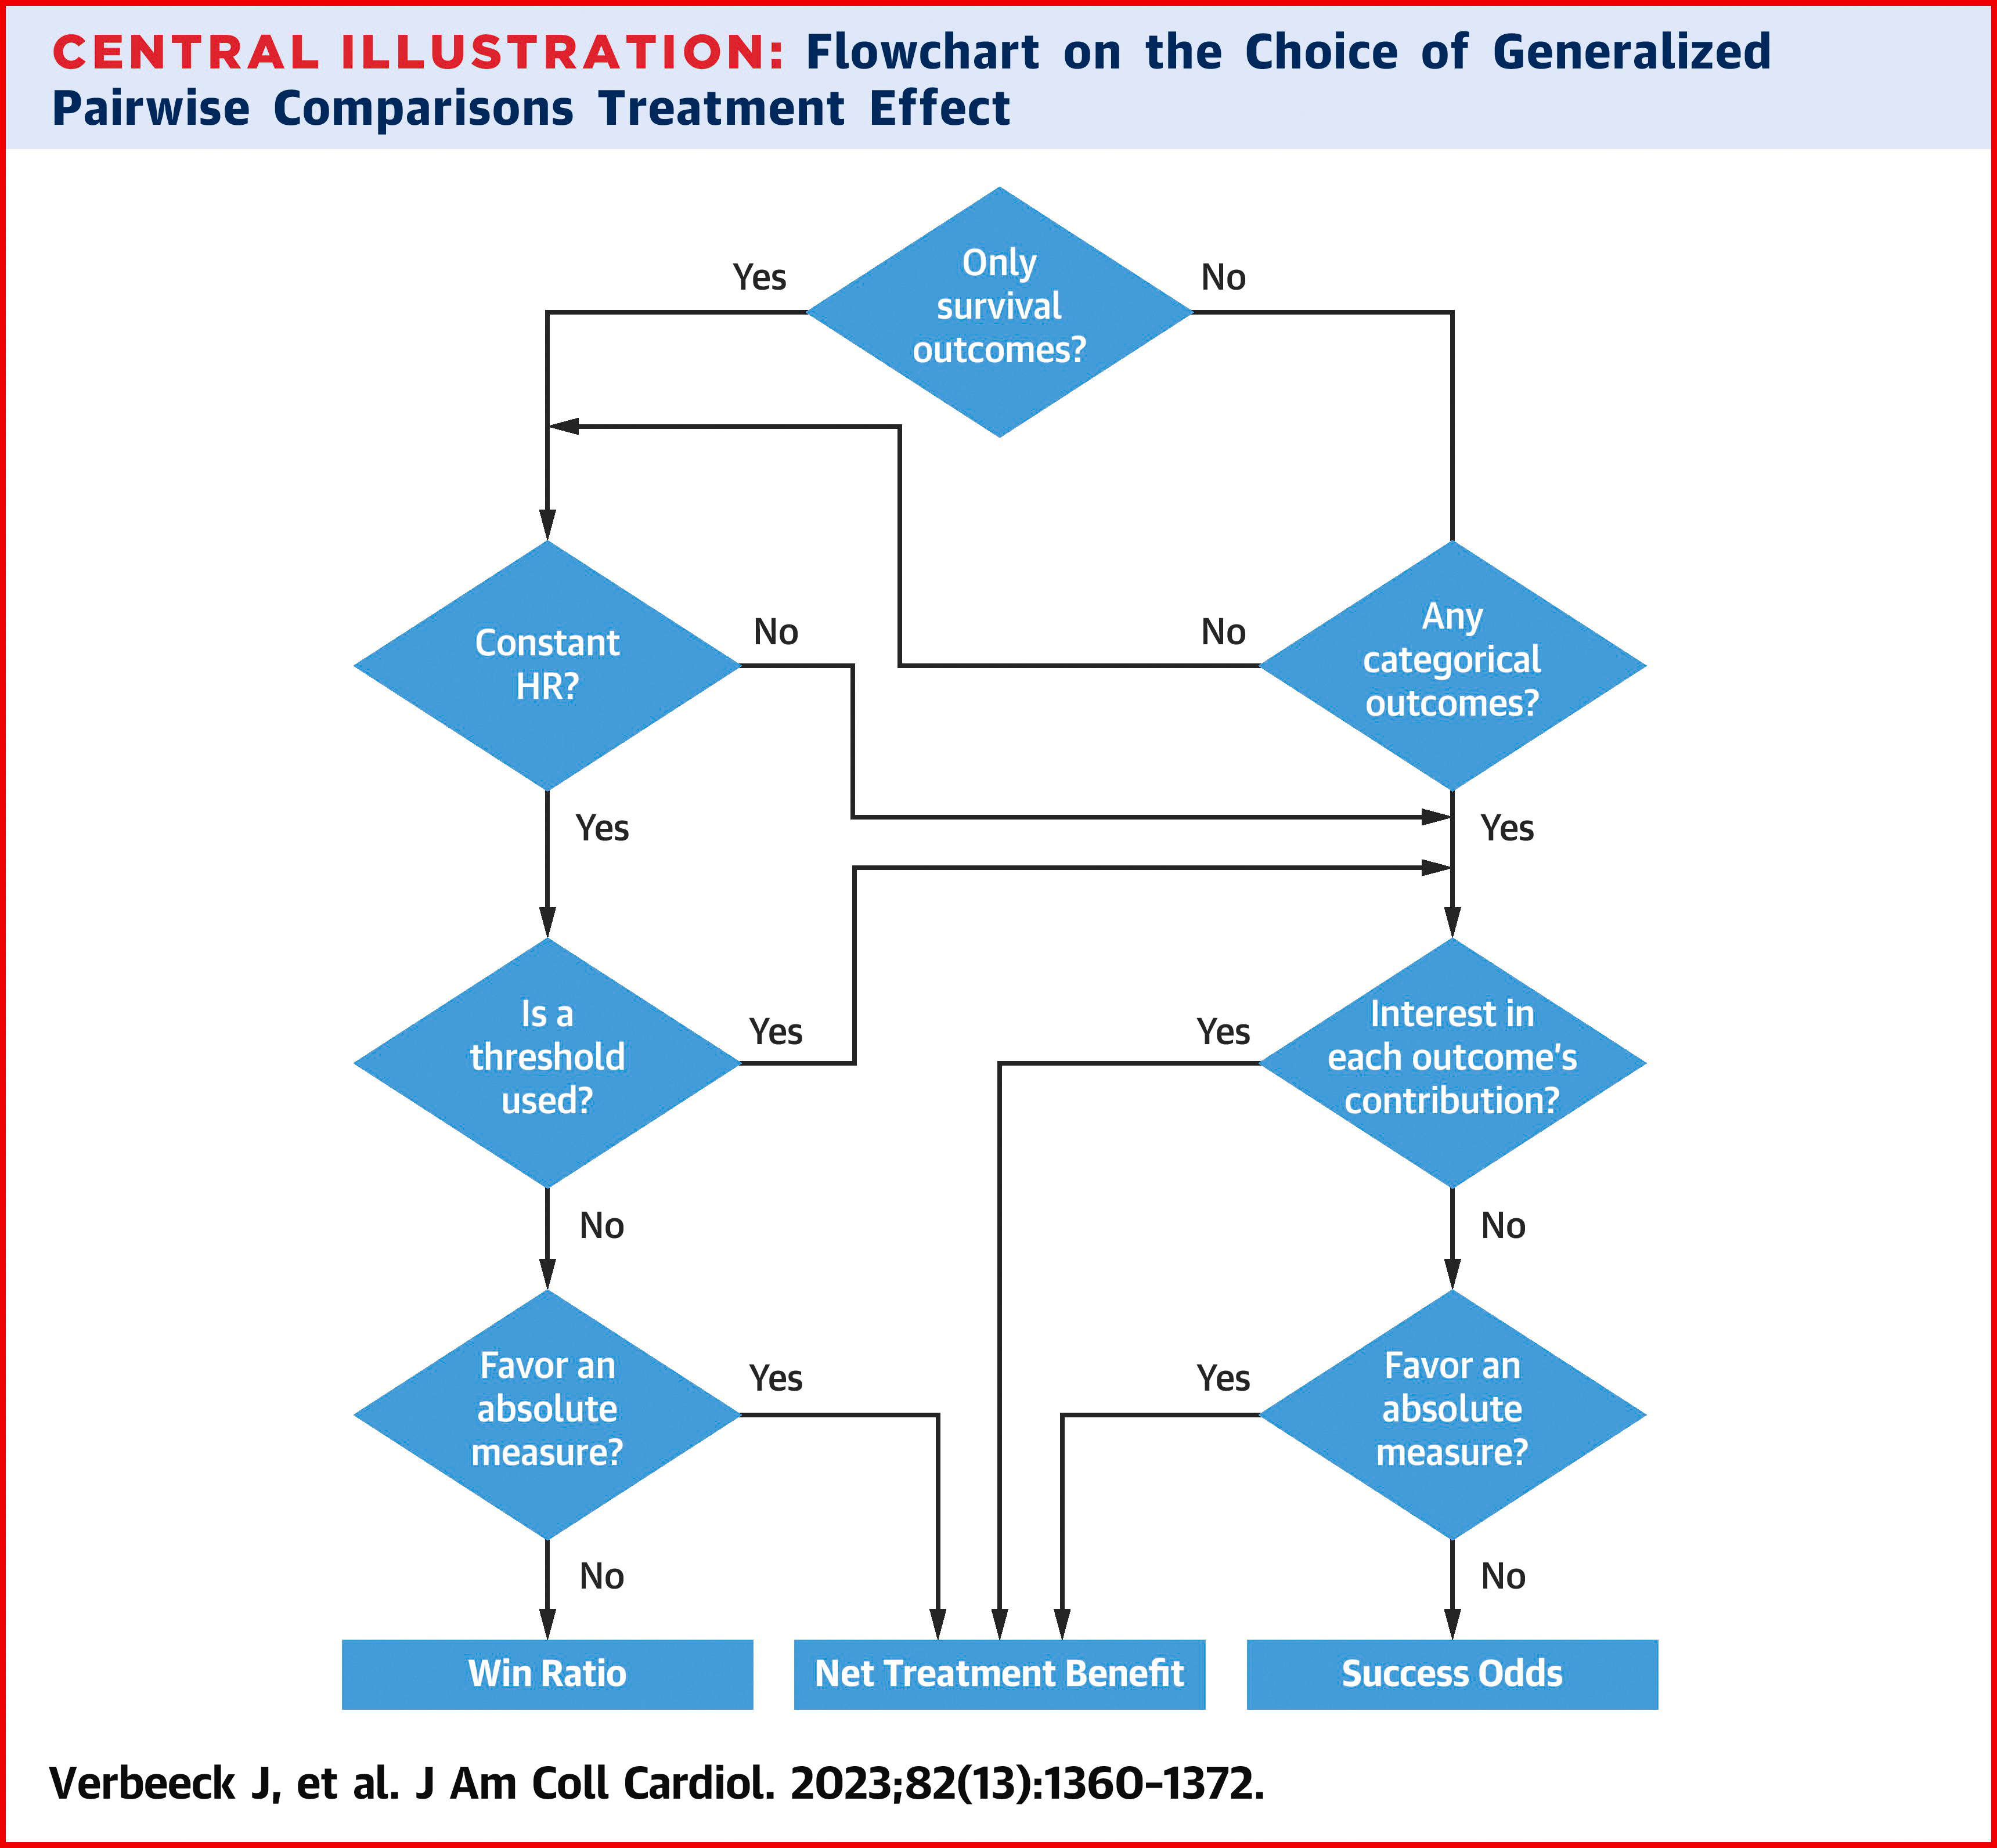 CENTRAL ILLUSTRATION: Flowchart on the Choice of Generalized
Pairwise Comparisons Treatment Effect
Only
survival
outcomes?
Yes
No
Constant
HR?
No
Yes
Any
categorical
outcomes?
No
Yes
Is a
threshold
used?
Yes
No
Interest in
each outcome's
contribution?
Yes
No
Favor an
absolute
measure?
Yes
No
Favor an
absolute
measure?
Yes
No
Win Ratio
Net Treatment Benefit
Success Odds
Verbeeck J, et al. J Am Coll Cardiol. 2023;82(13):1360–1372.